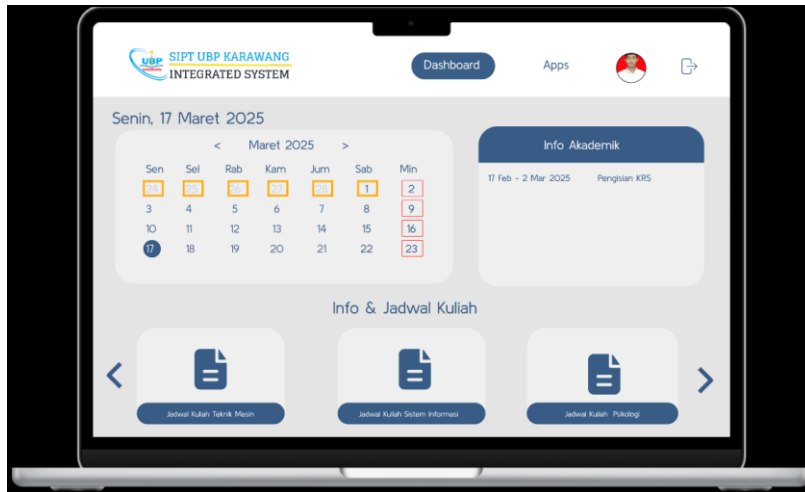 UBP
SIPT UBP KARAWANG
INTEGRATED SYSTEM
Dashboard
Apps
Senin, 17 Maret 2025
< Maret 2025 >
Sen Sel Rab Kam Jum Sab Min
24 25 26 27 28 1 2
3 4 5 6 7 8 9
10 11 12 13 14 15 16
17 18 19 20 21 22 23
Info Akademik
17 Feb - 2 Mar 2025 Pengisian KRS
Info & Jadwal Kuliah
Jadwal Kuliah Teknik Mesin
Jadwal Kuliah Sistem Informasi
Jadwal Kuliah Psikologi